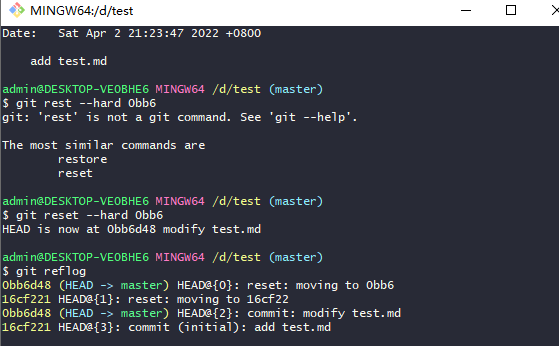 MINGW64:/d/test
Date:   Sat Apr 2 21:23:47 2022 +0800
add test.md
admin@DESKTOP-VEOBHE6 MINGW64 /d/test (master)
$ git rest --hard 0bb6
git: 'rest' is not a git command. See 'git --help'.
The most similar commands are
restore
reset
admin@DESKTOP-VEOBHE6 MINGW64 /d/test (master)
$ git reset --hard 0bb6
HEAD is now at 0bb6d48 modify test.md
admin@DESKTOP-VEOBHE6 MINGW64 /d/test (master)
$ git reflog
0bb6d48 (HEAD -> master) HEAD@{0}: reset: moving to 0bb6
16cf221 HEAD@{1}: reset: moving to 16cf22
0bb6d48 (HEAD -> master) HEAD@{2}: commit: modify test.md
16cf221 HEAD@{3}: commit (initial): add test.md